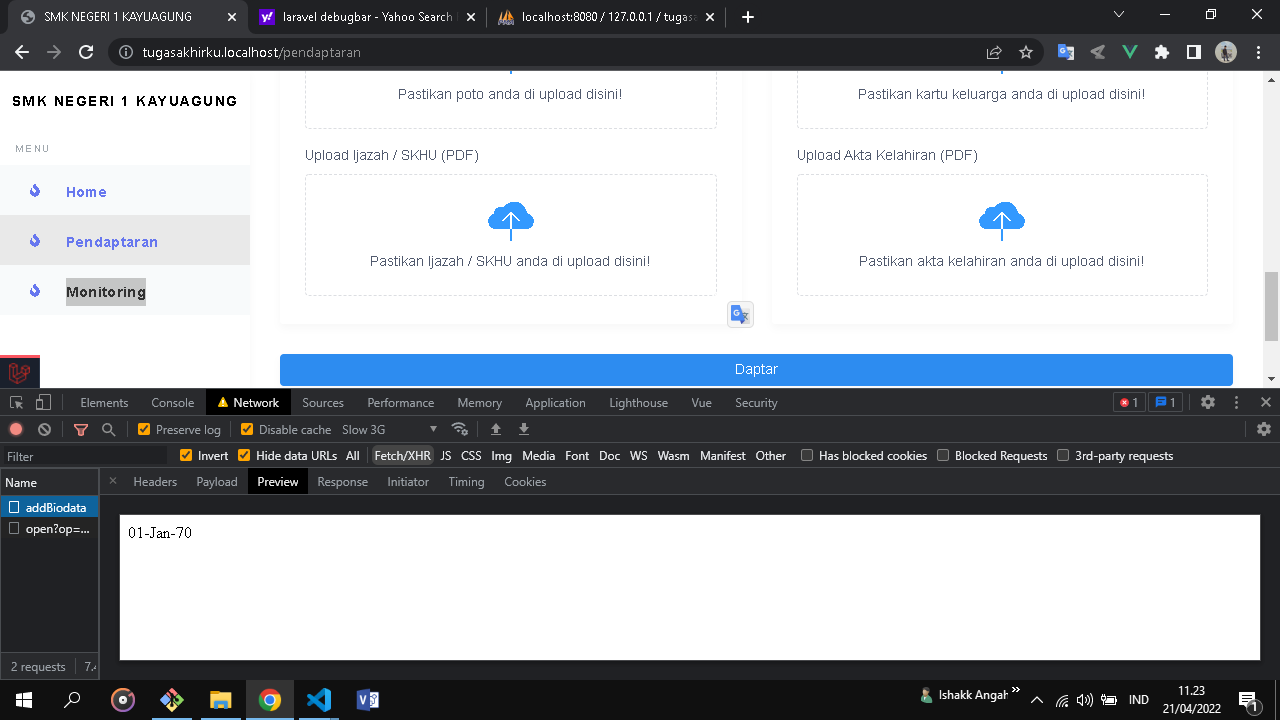 SMK NEGERI 1 KAYUAGUNG
laravel debugbar - Yahoo Search
localhost:8080 / 127.0.0.1 / tugasa
tugasakhirku.localhost/pendaptaran
SMK NEGERI 1 KAYUAGUNG
MENU
Home
Pendaptaran
Monitoring
Pastikan poto anda di upload disini!
Pastikan kartu keluarga anda di upload disini!
Upload Ijazah / SKHU (PDF)
Upload Akta Kelahiran (PDF)
Pastikan Ijazah / SKHU anda di upload disini!
Pastikan akta kelahiran anda di upload disini!
Daptar
Elements Console Network Sources Performance Memory Application Lighthouse Vue Security 1 1
Preserve log Disable cache Slow 3G
Filter Invert Hide data URLs All Fetch/XHR JS CSS Img Media Font Doc WS Wasm Manifest Other Has blocked cookies Blocked Requests 3rd-party requests
Name Headers Payload Preview Response Initiator Timing Cookies
addBiodata
open?op=...
01-Jan-70
2 requests 7.4
Ishakk Angah
IND
11.23
21/04/2022
1